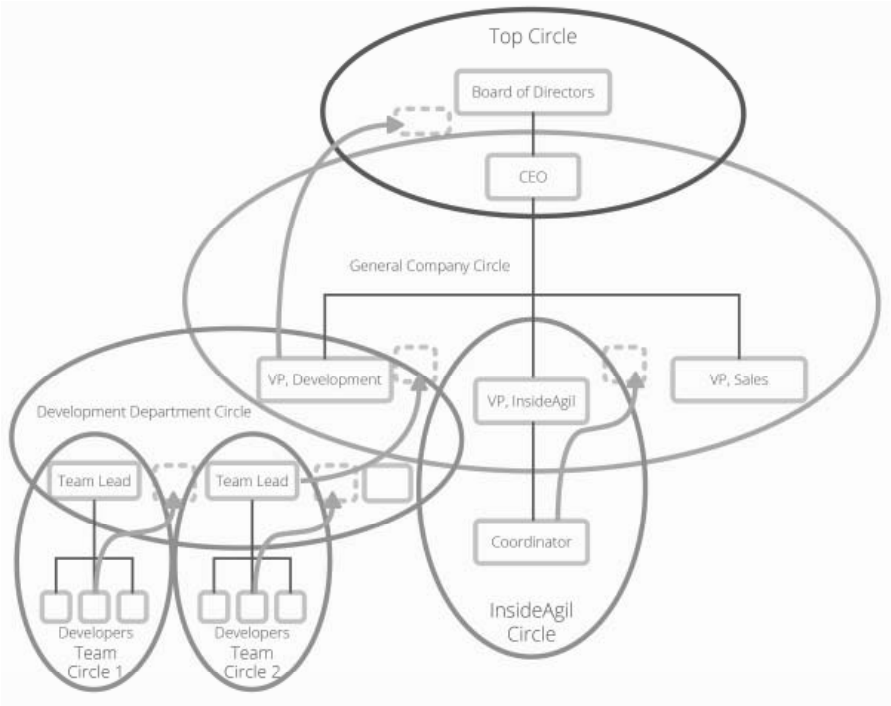 Top Circle
Board of Directors
CEO
General Company Circle
VP, Development
VP, InsideAgil
VP, Sales
Development Department Circle
Team Lead
Team Lead
Coordinator
Developers
Team
Circle 1
Developers
Team
Circle 2
InsideAgil
Circle